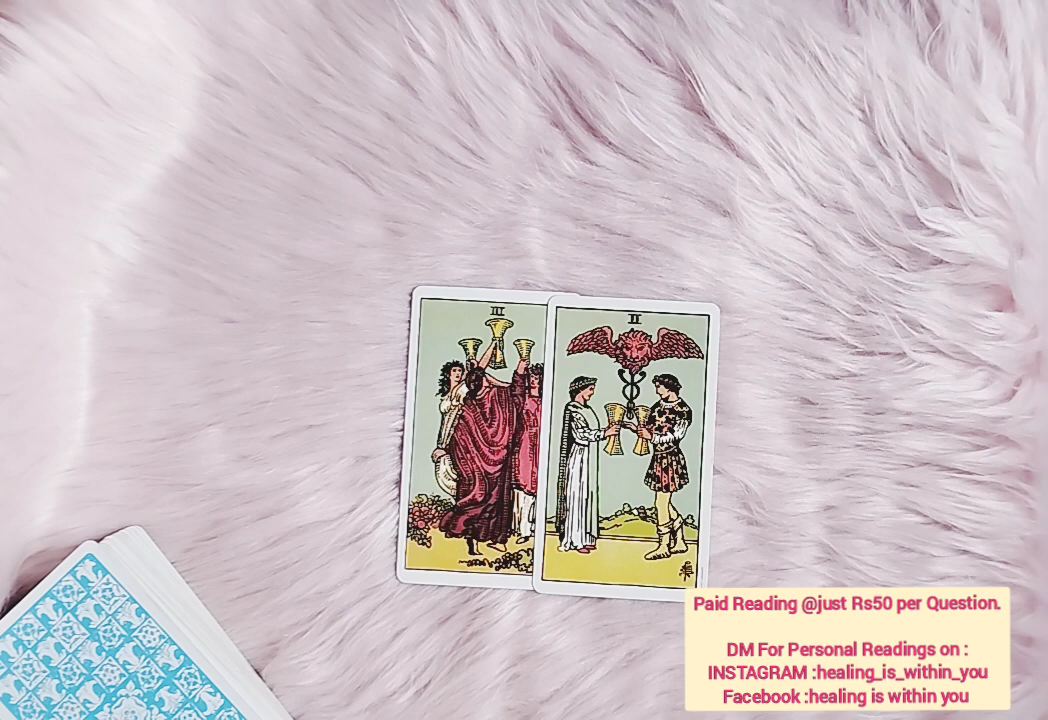 III
II
Paid Reading @just Rs50 per Question.
DM For Personal Readings on :
INSTAGRAM :healing_is_within_you
Facebook :healing is within you